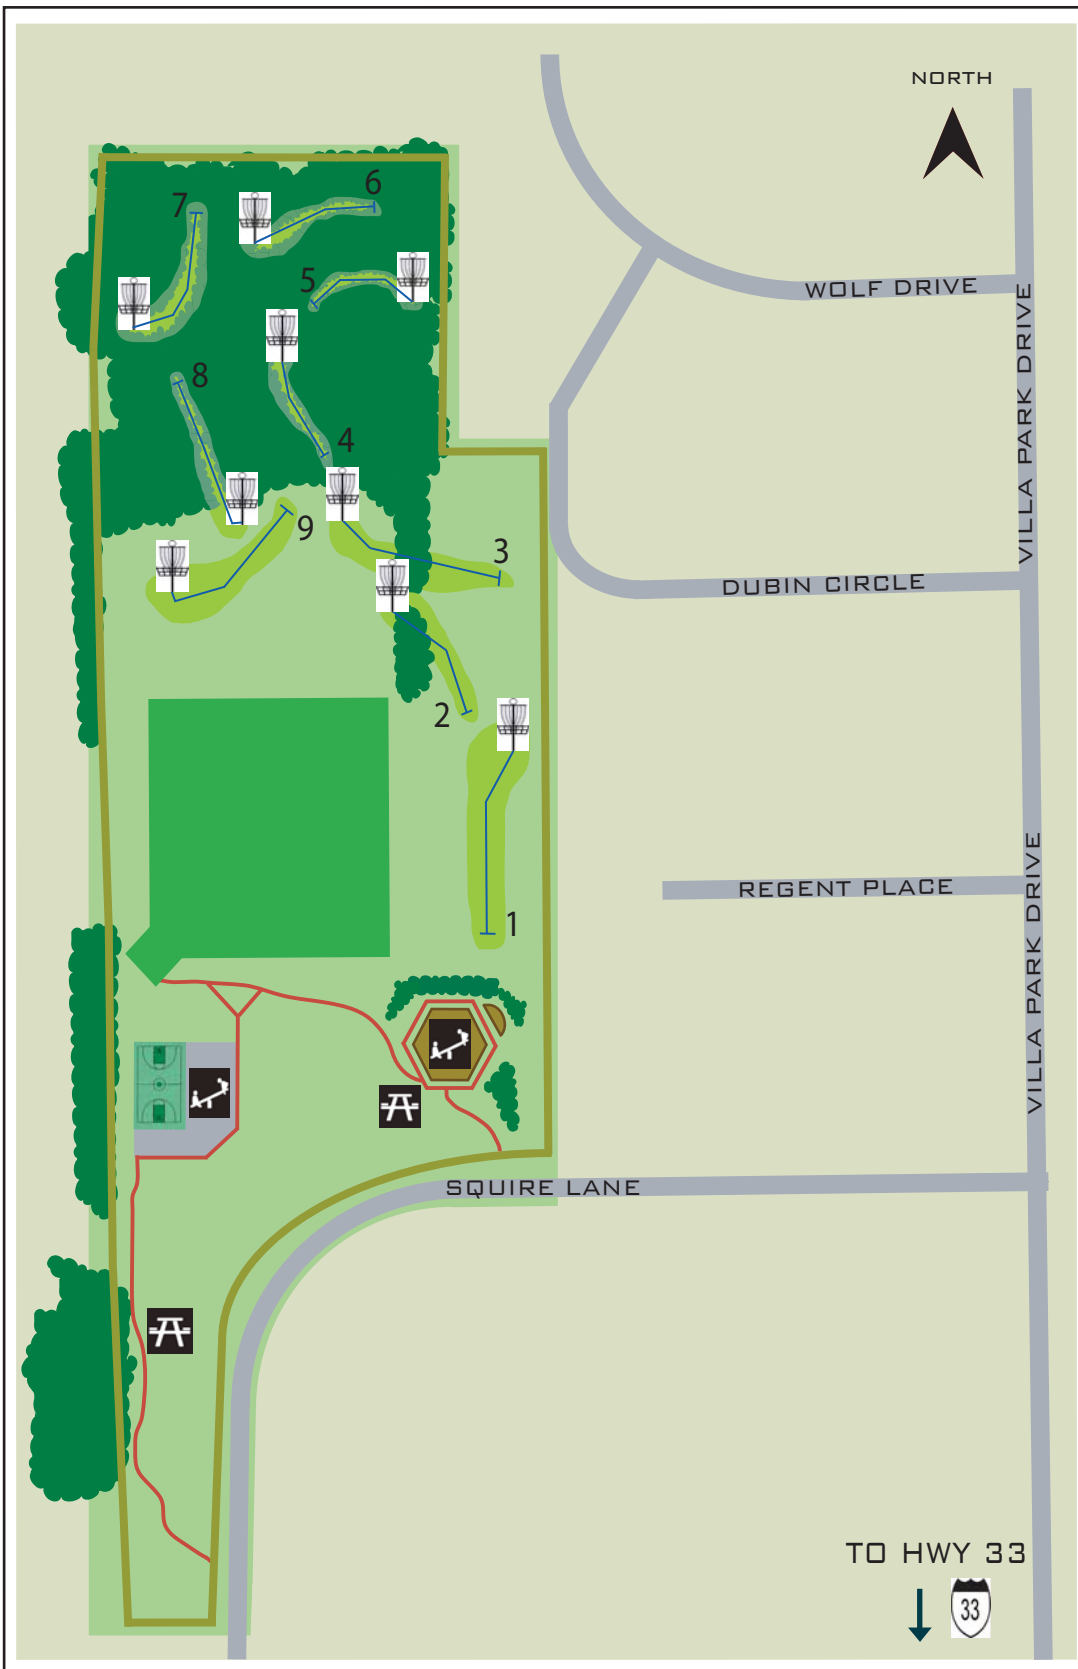 NORTH
6
7
5
WOLF DRIVE
VILLA PARK DRIVE
8
4
9
3
DUBIN CIRCLE
2
REGENT PLACE
1
VILLA PARK DRIVE
SQUIRE LANE
TO HWY 33
33